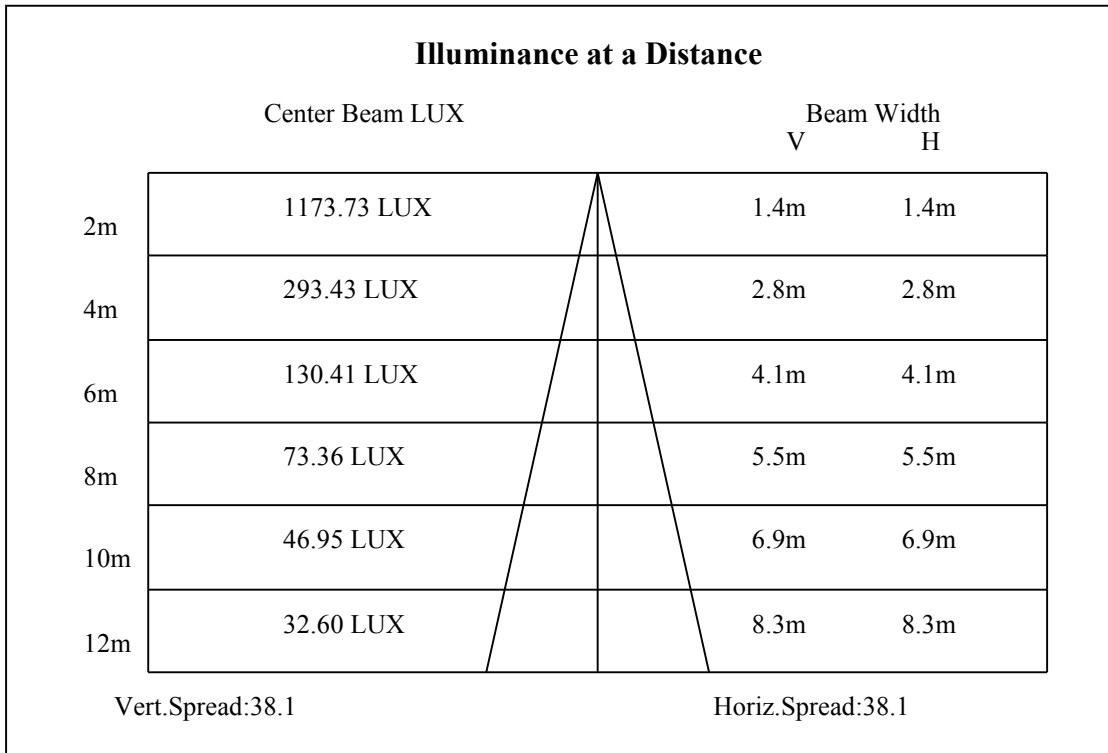 Illuminance at a Distance
Center Beam LUX Beam Width
V H
2m 1173.73 LUX 1.4m 1.4m
4m 293.43 LUX 2.8m 2.8m
6m 130.41 LUX 4.1m 4.1m
8m 73.36 LUX 5.5m 5.5m
10m 46.95 LUX 6.9m 6.9m
12m 32.60 LUX 8.3m 8.3m
Vert.Spread:38.1 Horiz.Spread:38.1